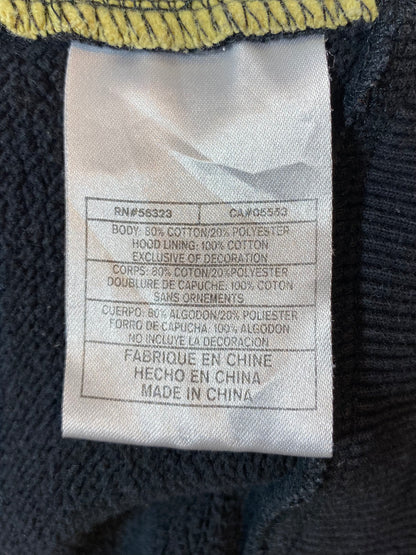 RN#56323 CA#05553
BODY: 80% COTTON/20% POLYESTER
HOOD LINING: 100% COTTON
EXCLUSIVE OF DECORATION
CORPS: 80% COTON/20% POLYESTER
DOUBLURE DE CAPUCHE, 100% COTON
SANS ORNEMENTS
CUERPO: 80% ALGODON/20% POLIESTER
FORRO DE CAPUCHA: 100% ALGODON
NO INCLUYE LA DECORACIÓN
FABRIQUE EN CHINE
HECHO EN CHINA
MADE IN CHINA